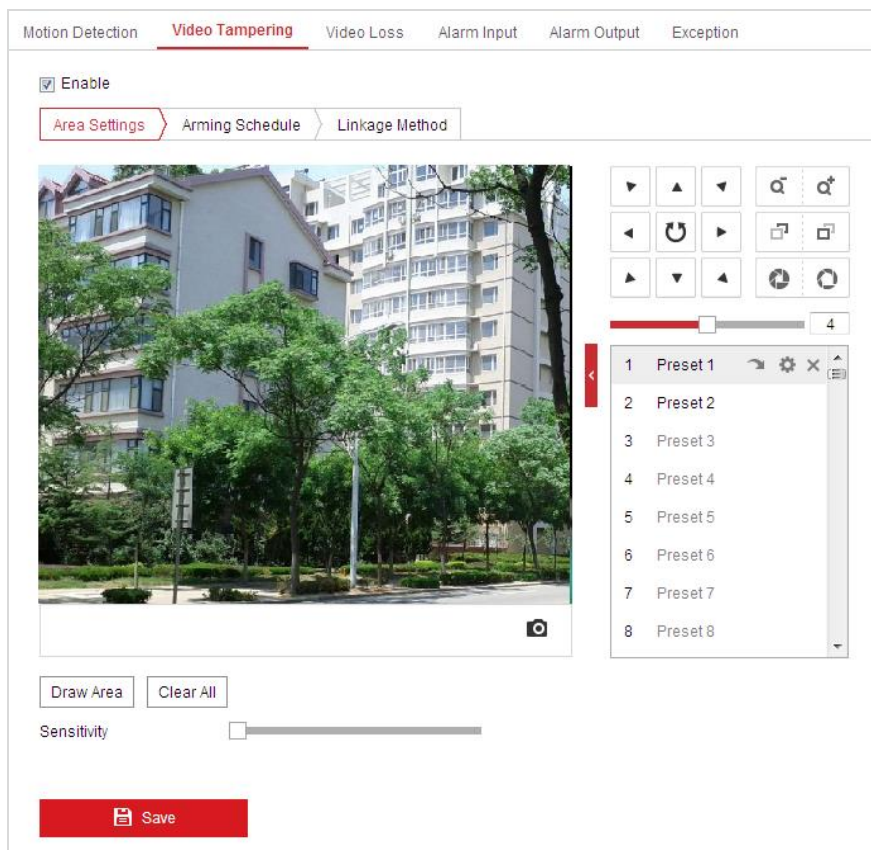 Motion Detection Video Tampering Video Loss Alarm Input Alarm Output Exception
Enable
Area Settings Arming Schedule Linkage Method
4
1 Preset 1
2 Preset 2
3 Preset 3
4 Preset 4
5 Preset 5
6 Preset 6
7 Preset 7
8 Preset 8
Draw Area Clear All
Sensitivity
Save